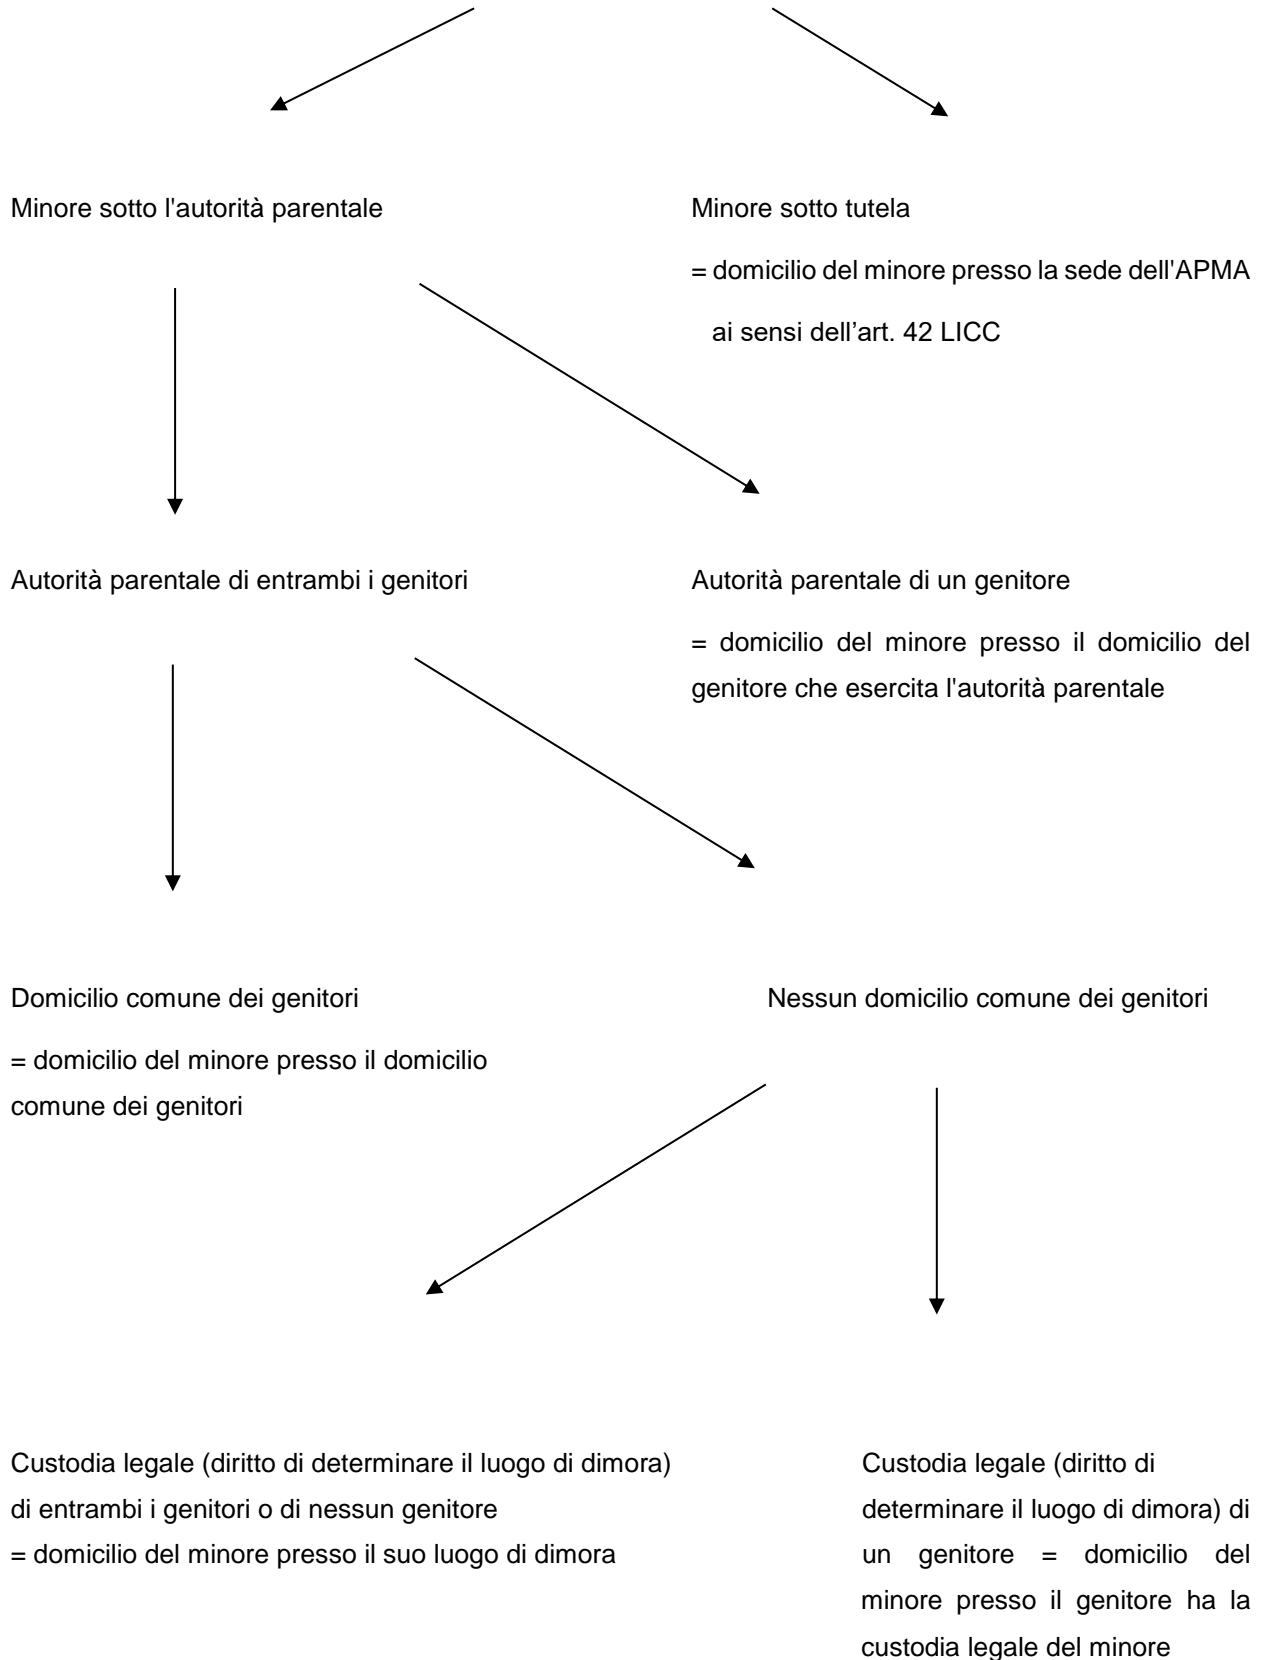 Minore sotto l'autorità parentale
Minore sotto tutela
= domicilio del minore presso la sede dell'APMA
ai sensi dell’art. 42 LICC
Autorità parentale di entrambi i genitori
Autorità parentale di un genitore
= domicilio del minore presso il domicilio del
genitore che esercita l'autorità parentale
Domicilio comune dei genitori
= domicilio del minore presso il domicilio
comune dei genitori
Nessun domicilio comune dei genitori
Custodia legale (diritto di determinare il luogo di dimora)
di entrambi i genitori o di nessun genitore
= domicilio del minore presso il suo luogo di dimora
Custodia legale (diritto di
determinare il luogo di dimora) di
un genitore = domicilio del
minore presso il genitore ha la
custodia legale del minore